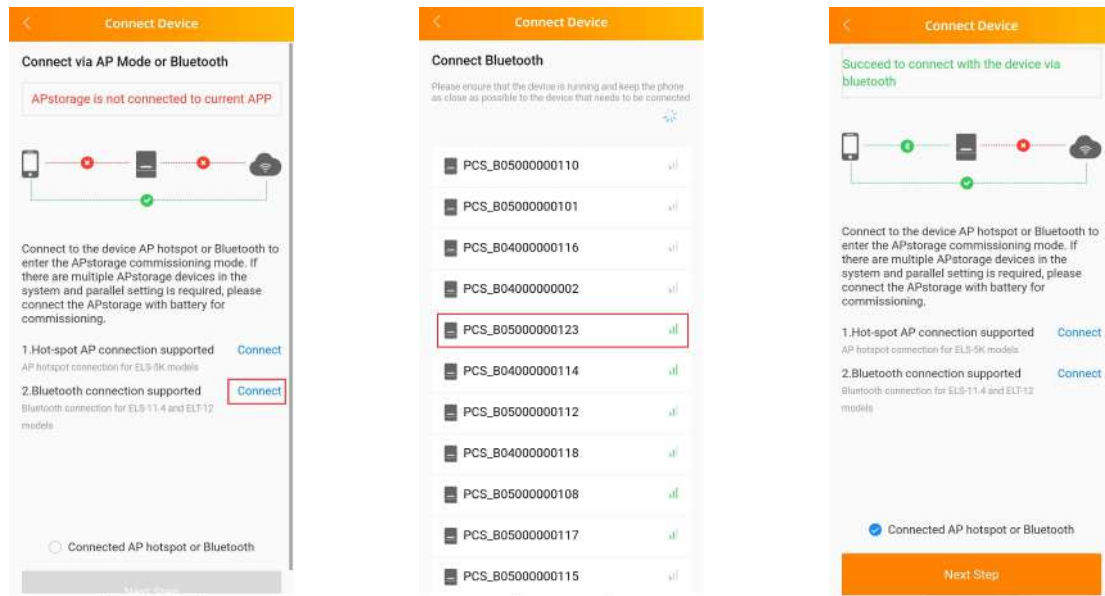 Connect Device
Connect via AP Mode or Bluetooth
APstorage is not connected to current APP
Connect to the device AP hotspot or Bluetooth to
enter the APstorage commissioning mode. If
there are multiple APstorage devices in the
system and parallel setting is required, please
connect the APstorage with battery for
commissioning.
1.Hot-spot AP connection supported Connect
AP hotspot connection for ELS-5K models
2.Bluetooth connection supported Connect
Bluetooth connection for ELS-11.4 and ELT-12
models
Connected AP hotspot or Bluetooth
Next Step
Connect Device
Connect Bluetooth
Please ensure that the device is running and keep the phone
as close as possible to the device that needs to be connected
PCS_B05000000110
PCS_B05000000101
PCS_B04000000116
PCS_B04000000002
PCS_B05000000123
PCS_B04000000114
PCS_B05000000112
PCS_B04000000118
PCS_B05000000108
PCS_B05000000117
PCS_B05000000115
Connect Device
Succeed to connect with the device via
bluetooth
Connect to the device AP hotspot or Bluetooth to
enter the APstorage commissioning mode. If
there are multiple APstorage devices in the
system and parallel setting is required, please
connect the APstorage with battery for
commissioning.
1.Hot-spot AP connection supported Connect
AP hotspot connection for ELS-5K models
2.Bluetooth connection supported Connect
Bluetooth connection for ELS-11.4 and ELT-12
models
Connected AP hotspot or Bluetooth
Next Step